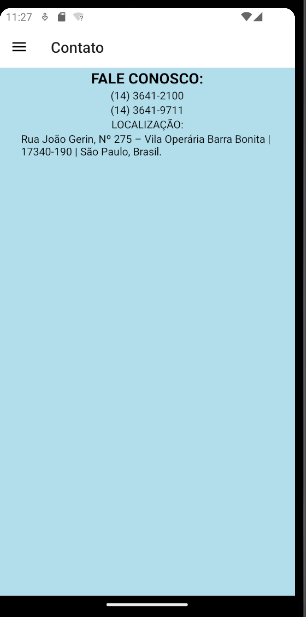 11:27
Contato
FALE CONOSCO:
(14) 3641-2100
(14) 3641-9711
LOCALIZAÇÃO:
Rua João Gerin, Nº 275 – Vila Operária Barra Bonita |
17340-190 | São Paulo, Brasil.